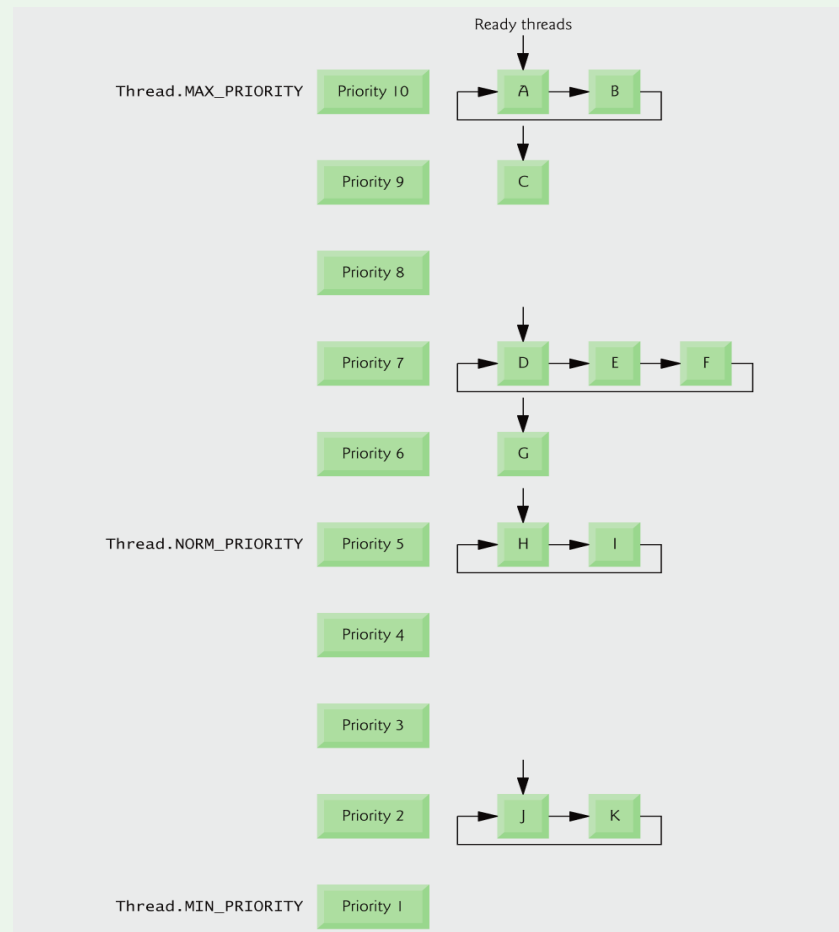 Ready threads
Thread.MAX_PRIORITY Priority 10 A B
Priority 9 C
Priority 8
Priority 7 D E F
Priority 6 G
Thread.NORM_PRIORITY Priority 5 H I
Priority 4
Priority 3
Priority 2 J K
Thread.MIN_PRIORITY Priority 1